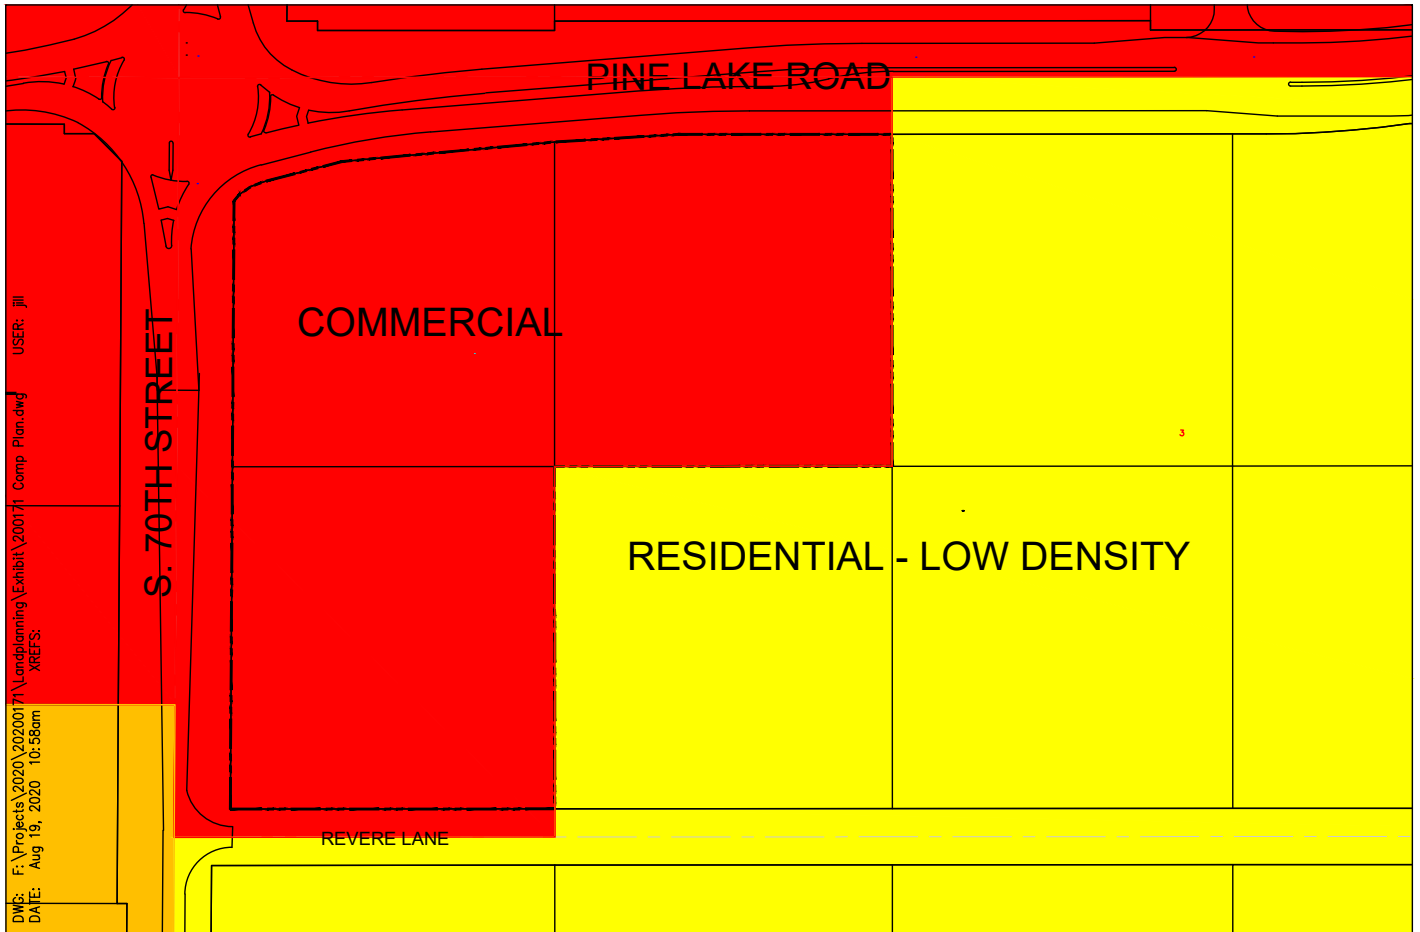 PINE LAKE ROAD
COMMERCIAL
S. 70TH STREET
3
RESIDENTIAL - LOW DENSITY
REVERE LANE
DWG: F:\Projects\2020\20200171\Landplanning\Exhibit\200171 Comp Plan.dwg USER: jill
DATE: Aug 19, 2020 10:58am XREFS: